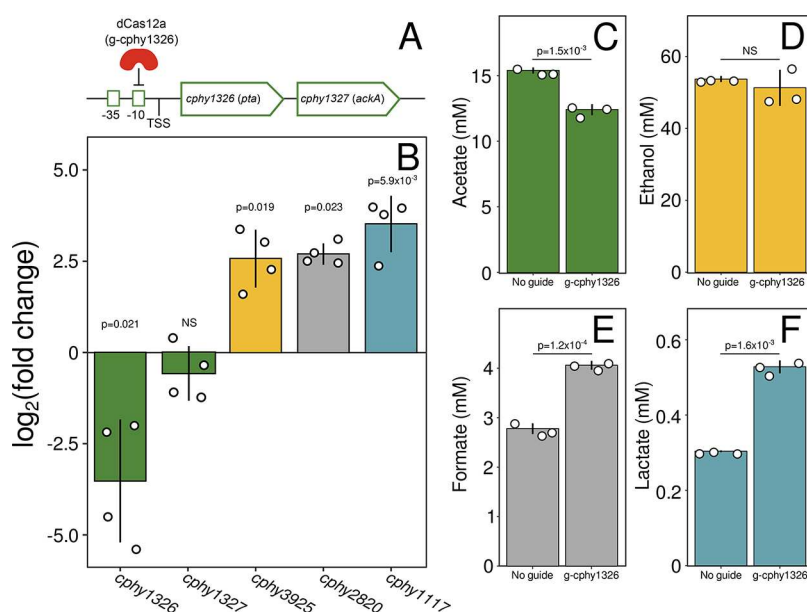 dCas12a
(g-cphy1326)
A
-35
-10
TSS
cphy1326 (pta)
cphy1327 (ackA)
B
log2(fold change)
5.0
2.5
0
-2.5
-5.0
p=0.021
NS
p=0.019
p=0.023
p=5.9x10-3
cphy1326
cphy1327
cphy3925
cphy2820
cphy1117
C
Acetate (mM)
15
10
5
0
p=1.5x10-3
No guide
g-cphy1326
D
Ethanol (mM)
60
40
20
0
NS
No guide
g-cphy1326
E
Formate (mM)
1
0
p=1.2x10-4
No guide
g-cphy1326
F
Lactate (mM)
0.6
0.4
0.2
0
p=1.6x10-3
No guide
g-cphy1326